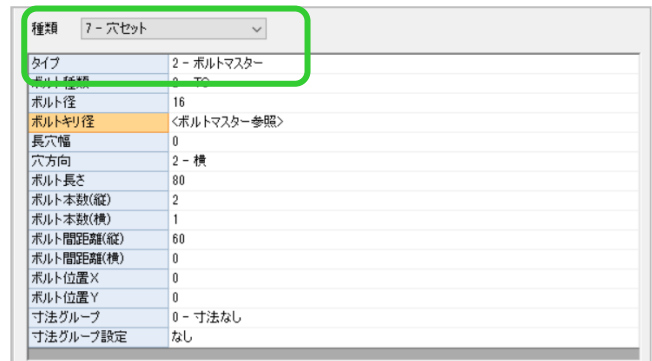 種類 7 - 穴セット
タイプ 2 - ボルトマスター
ボルト種類
ボルト径 16
ボルトキリ径 <ボルトマスター参照>
長穴幅 0
穴方向 2 - 横
ボルト長さ 80
ボルト本数(縦) 2
ボルト本数(横) 1
ボルト間距離(縦) 60
ボルト間距離(横) 0
ボルト位置X 0
ボルト位置Y 0
寸法グループ 0 - 寸法なし
寸法グループ設定 なし